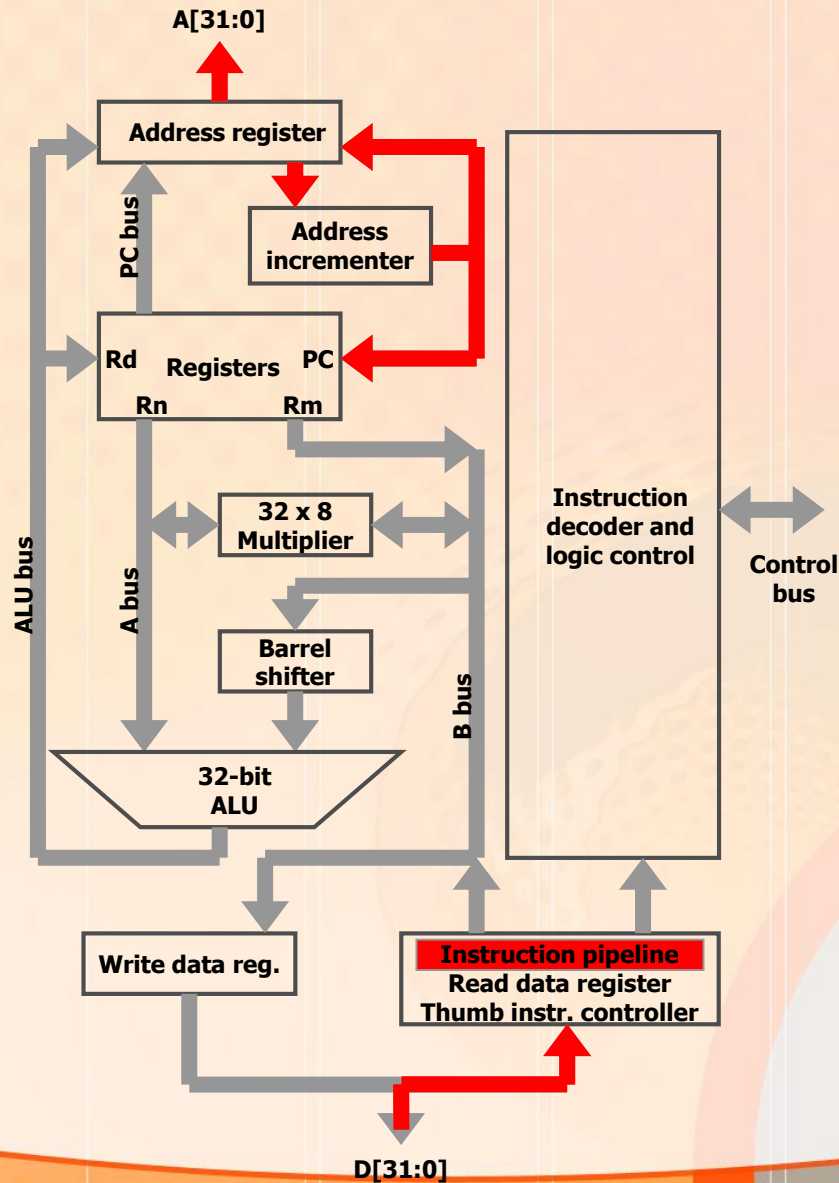 A[31:0]
Address register
PC bus
Address
incrementer
Rd
Registers
PC
Rn
Rm
32 x 8
Multiplier
Instruction
decoder and
logic control
Control
bus
ALU bus
A bus
Barrel
shifter
B bus
32-bit
ALU
Write data reg.
Instruction pipeline
Read data register
Thumb instr. controller
D[31:0]